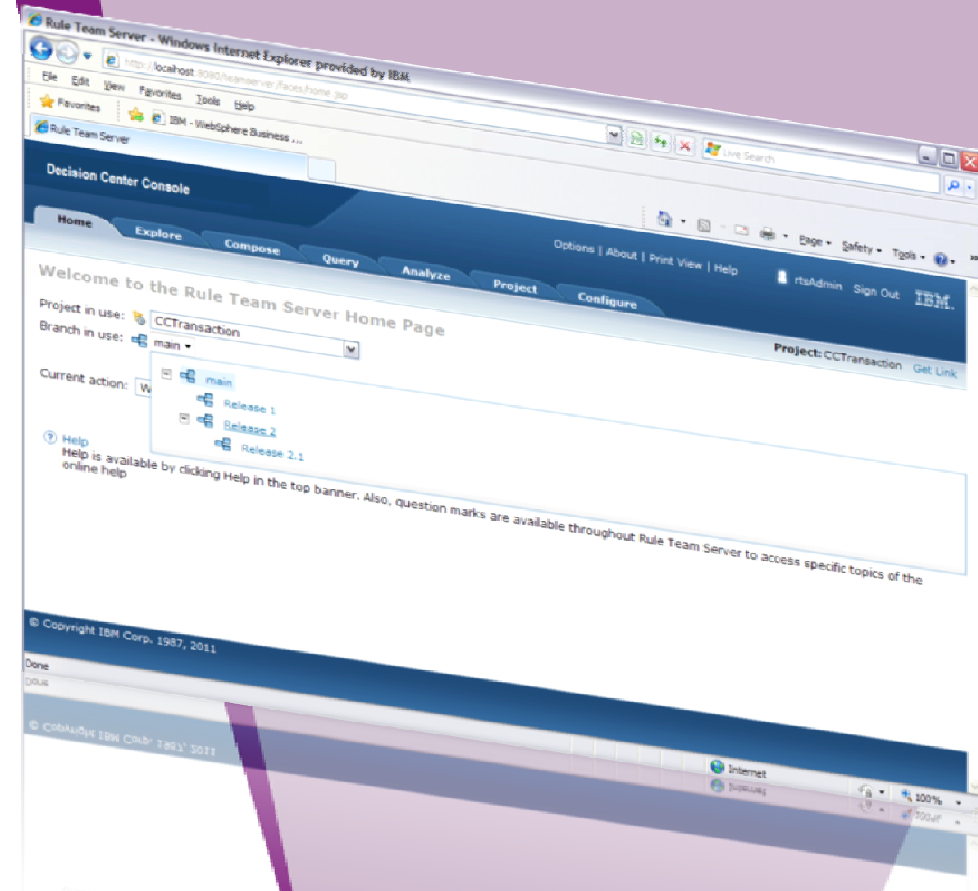 Rule Team Server - Windows Internet Explorer provided by IBM
http://localhost:8080/teamserver/faces/home.jsp
Live Search
File Edit View Favorites Tools Help
Favorites IBM - WebSphere Business ...
Rule Team Server
Page Safety Tools
Decision Center Console
Options | About | Print View | Help rtsAdmin Sign Out IBM.
Home Explore Compose Query Analyze Project Configure
Project: CCTransaction Get Link
Welcome to the Rule Team Server Home Page
Project in use: CCTransaction
Branch in use: main
main
Release 1
Release 2
Release 2.1
Current action: W
Help
Help is available by clicking Help in the top banner. Also, question marks are available throughout Rule Team Server to access specific topics of the
online help
© Copyright IBM Corp. 1987, 2011
Done
Internet 100%